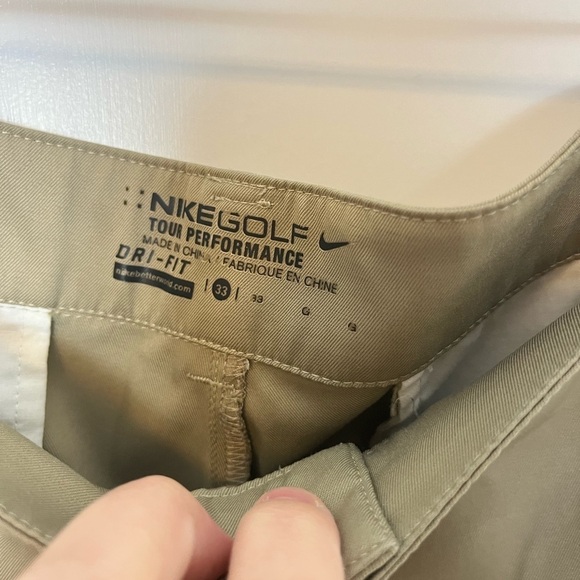 NIKEGOLF
TOUR PERFORMANCE
MADE IN CHINA / FABRIQUE EN CHINE
DRI-FIT
nikebetterworld.com
33 33 G G